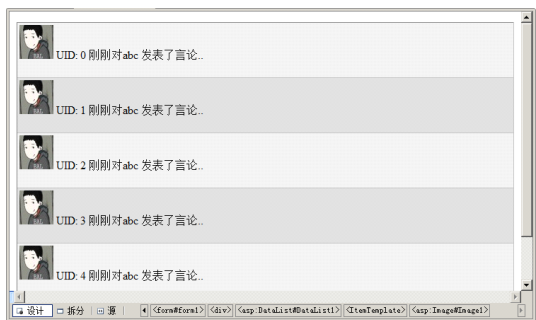 UID: 0 刚刚对abc 发表了言论..
UID: 1 刚刚对abc 发表了言论..
UID: 2 刚刚对abc 发表了言论..
UID: 3 刚刚对abc 发表了言论..
UID: 4 刚刚对abc 发表了言论..
设计 拆分 源 <form#form1> <div> <asp:DataList#DataList1> <ItemTemplate> <asp:Image#Image1>